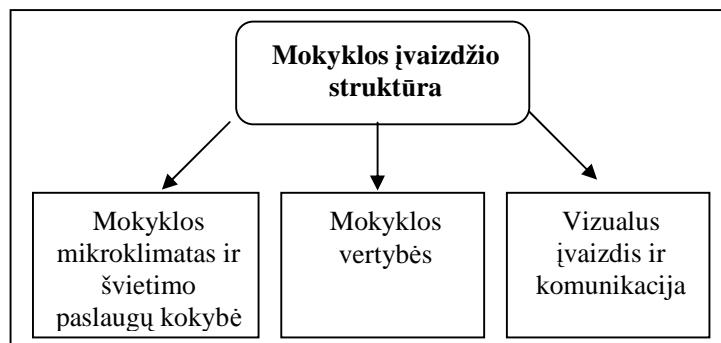 Mokyklos įvaizdžio
struktūra
Mokyklos
mikroklimatas ir
švietimo
paslaugų kokybė
Mokyklos
vertybės
Vizualus
įvaizdis ir
komunikacija